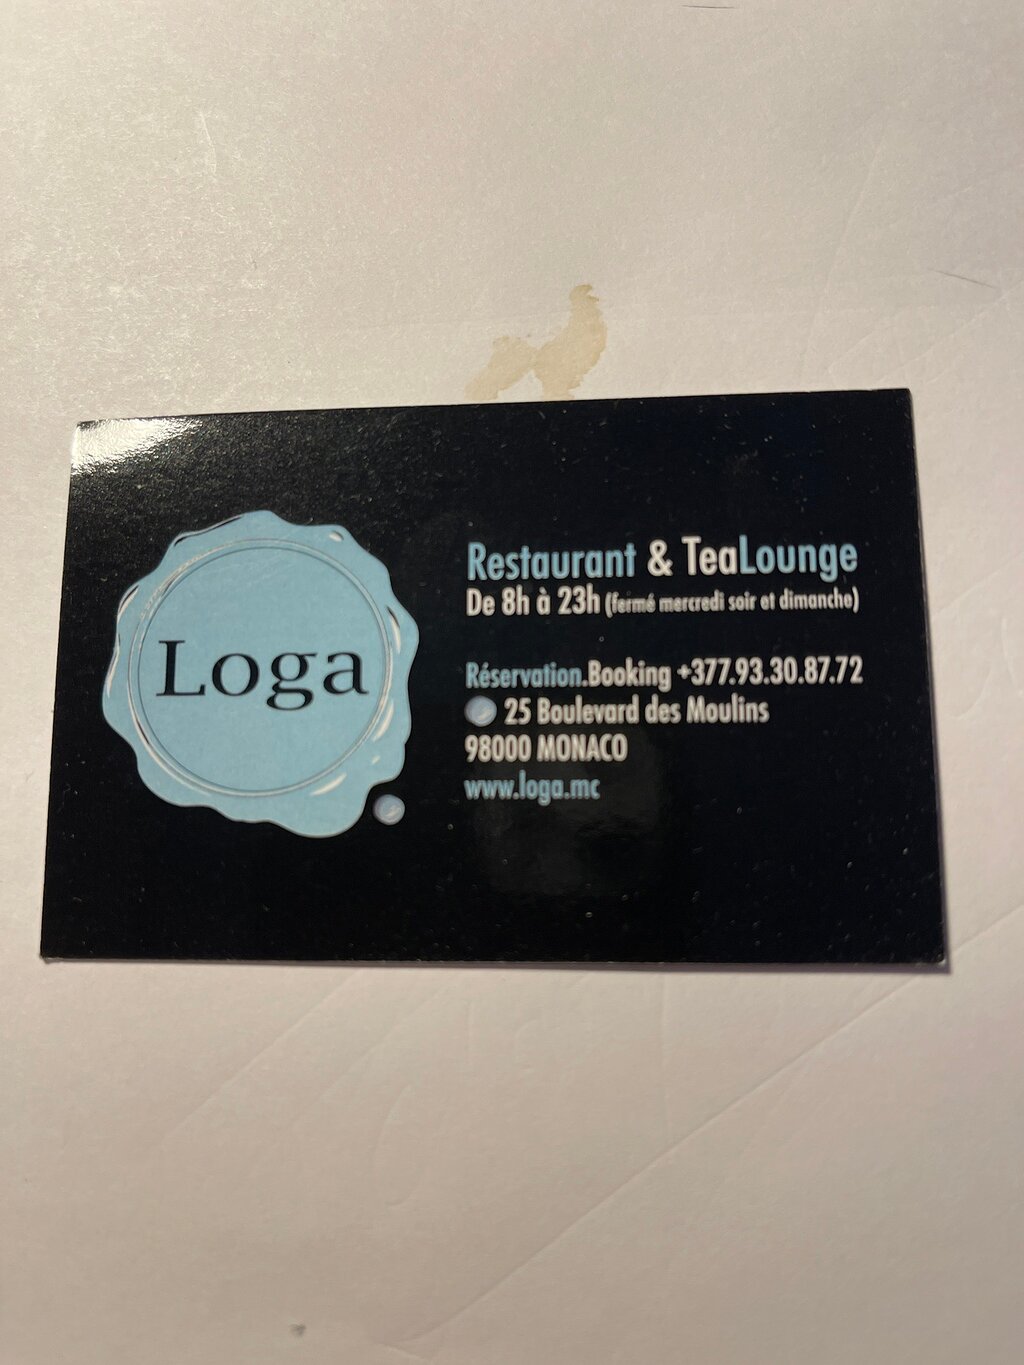 Loga
Restaurant & TeaLounge
De 8h à 23h (fermé mercredi soir et dimanche)
Réservation.Booking +377.93.30.87.72
25 Boulevard des Moulins
98000 MONACO
www.loga.mc